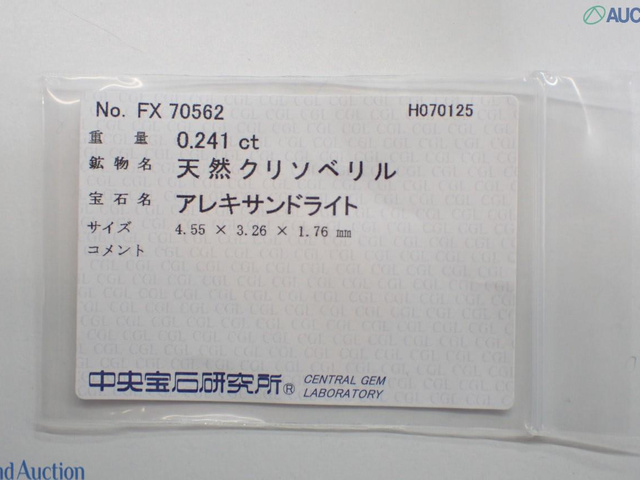 AUC
No. FX 70562 H070125
重量 0.241 ct
鉱物名 天然クリソベリル
宝石名 アレキサンドライト
サイズ 4.55 × 3.26 × 1.76 mm
コメント
中央宝石研究所® CENTRAL GEM
LABORATORY
nd Auction